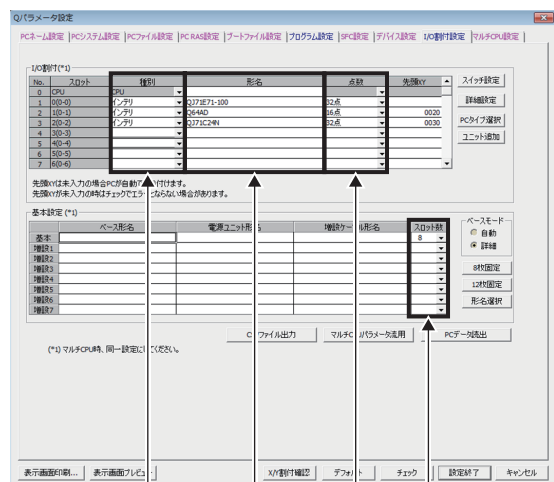 Qパラメータ設定
PCネーム設定 PCシステム設定 PCファイル設定 PC RAS設定 ブートファイル設定 プログラム設定 SFC設定 デバイス設定 I/O割付設定 マルチCPU設定
I/O割付(*1)
No. スロット 種別 形名 点数 先頭XY
0 CPU CPU
1 0(0-0) インテリ QJ71E71-100 32点
2 1(0-1) インテリ Q64AD 16点 0020
3 2(0-2) インテリ QJ71C24N 32点 0030
4 3(0-3)
5 4(0-4)
6 5(0-5)
7 6(0-6)
スイッチ設定
詳細設定
PCタイプ選択
ユニット追加
先頭XYは未入力の場合PCが自動で割り付けます。
先頭XYが未入力の時はチェックでエラーとならない場合があります。
基本設定(*1)
ベース形名 電源ユニット形名 増設ケーブル形名 スロット数
基本 8
増設1
増設2
増設3
増設4
増設5
増設6
増設7
ベースモード
自動
詳細
8枚固定
12枚固定
形名選択
CSVファイル出力 マルチCPUパラメータ流用 PCデータ読出
(*1)マルチCPU時、同一設定にしてください。
表示画面印刷... 表示画面プレビュー X/Y割付確認 デフォルト チェック 設定終了 キャンセル